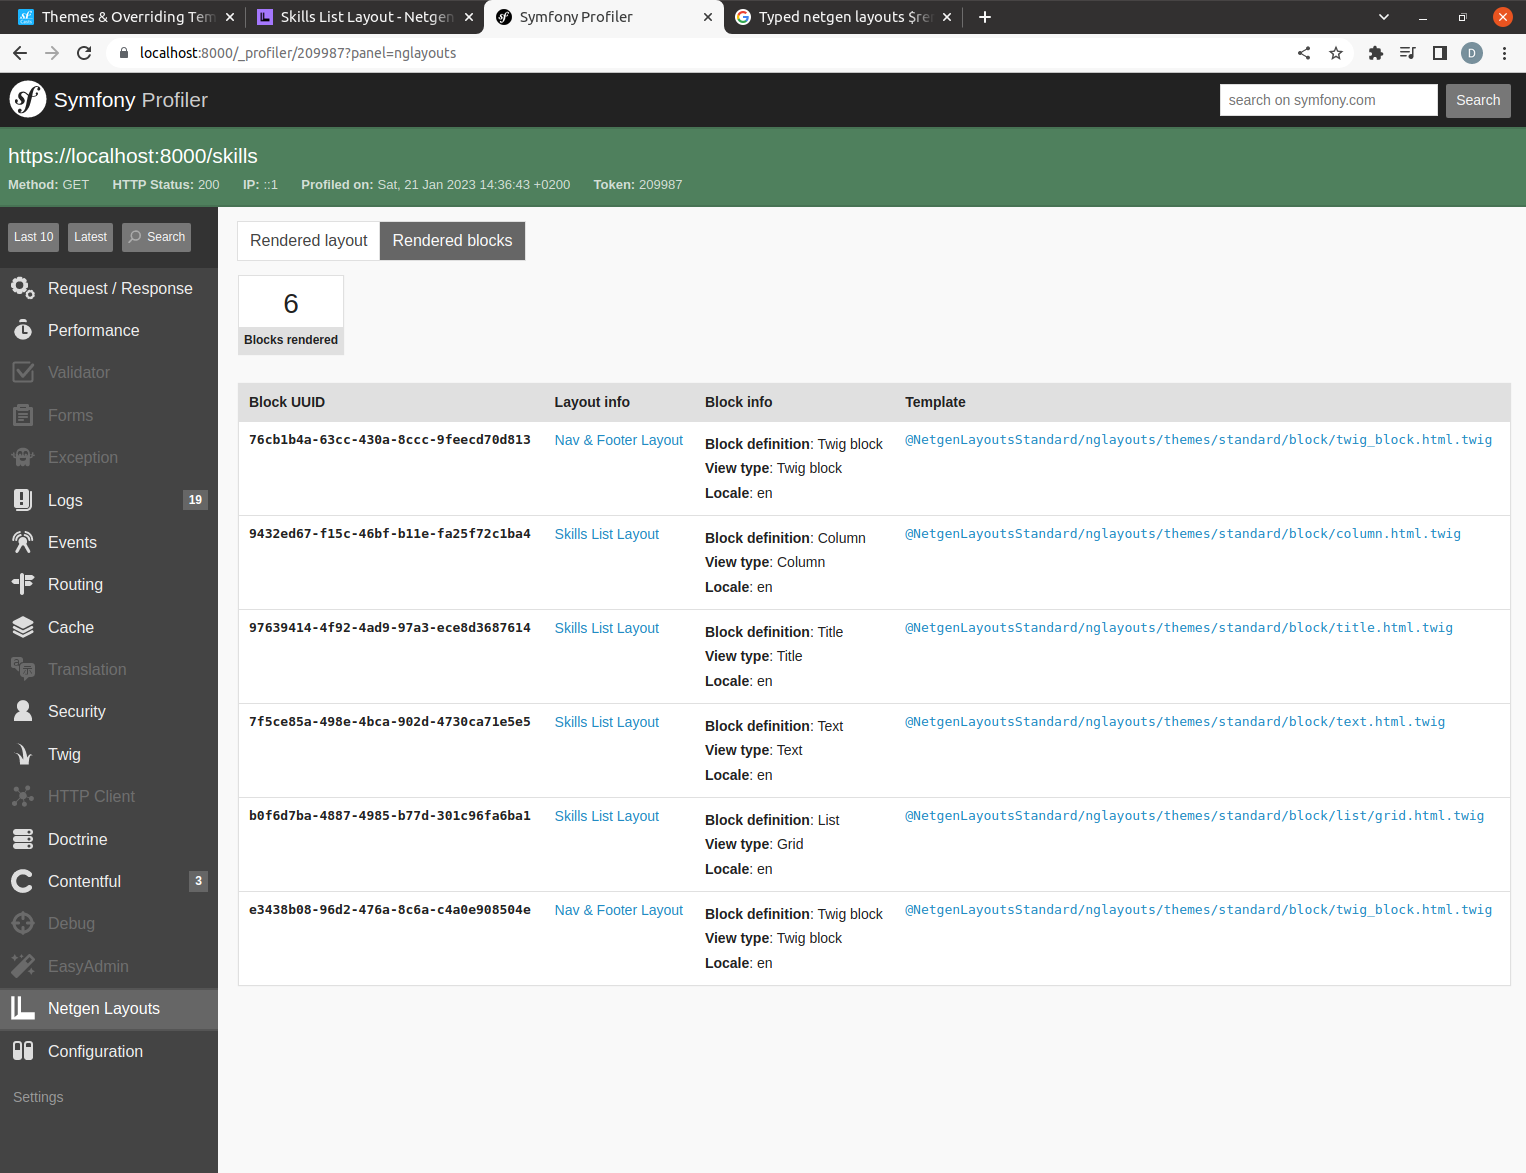 Themes & Overriding Tem
Skills List Layout - Netgen
Symfony Profiler
Typed netgen layouts $re
localhost:8000/_profiler/209987?panel=nglayouts
D
sf Symfony Profiler
search on symfony.com
Search
https://localhost:8000/skills
Method: GET HTTP Status: 200 IP: ::1 Profiled on: Sat, 21 Jan 2023 14:36:43 +0200 Token: 209987
Last 10
Latest
Search
Request / Response
Performance
Validator
Forms
Exception
Logs 19
Events
Routing
Cache
Translation
Security
Twig
HTTP Client
Doctrine
Contentful 3
Debug
EasyAdmin
Netgen Layouts
Configuration
Settings
Rendered layout
Rendered blocks
6
Blocks rendered
Block UUID Layout info Block info Template
76cb1b4a-63cc-430a-8ccc-9feecd70d813 Nav & Footer Layout Block definition: Twig block @NetgenLayoutsStandard/nglayouts/themes/standard/block/twig_block.html.twig
View type: Twig block
Locale: en
9432ed67-f15c-46bf-b11e-fa25f72c1ba4 Skills List Layout Block definition: Column @NetgenLayoutsStandard/nglayouts/themes/standard/block/column.html.twig
View type: Column
Locale: en
97639414-4f92-4ad9-97a3-ece8d3687614 Skills List Layout Block definition: Title @NetgenLayoutsStandard/nglayouts/themes/standard/block/title.html.twig
View type: Title
Locale: en
7f5ce85a-498e-4bca-902d-4730ca71e5e5 Skills List Layout Block definition: Text @NetgenLayoutsStandard/nglayouts/themes/standard/block/text.html.twig
View type: Text
Locale: en
b0f6d7ba-4887-4985-b77d-301c96fa6ba1 Skills List Layout Block definition: List @NetgenLayoutsStandard/nglayouts/themes/standard/block/list/grid.html.twig
View type: Grid
Locale: en
e3438b08-96d2-476a-8c6a-c4a0e908504e Nav & Footer Layout Block definition: Twig block @NetgenLayoutsStandard/nglayouts/themes/standard/block/twig_block.html.twig
View type: Twig block
Locale: en